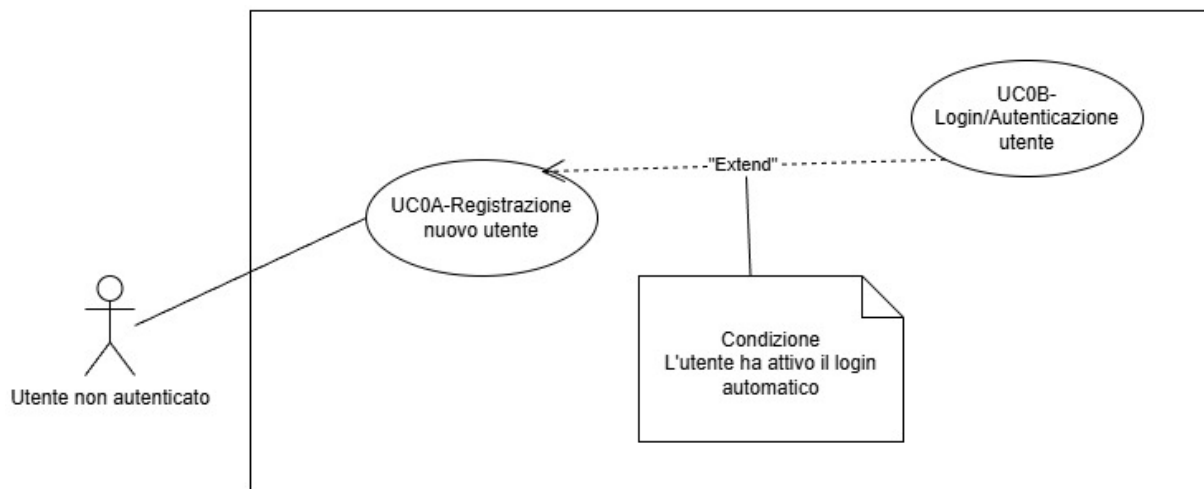 UC0B-
Login/Autenticazione
utente
"Extend"
UC0A-Registrazione
nuovo utente
Condizione
L'utente ha attivo il login
automatico
Utente non autenticato